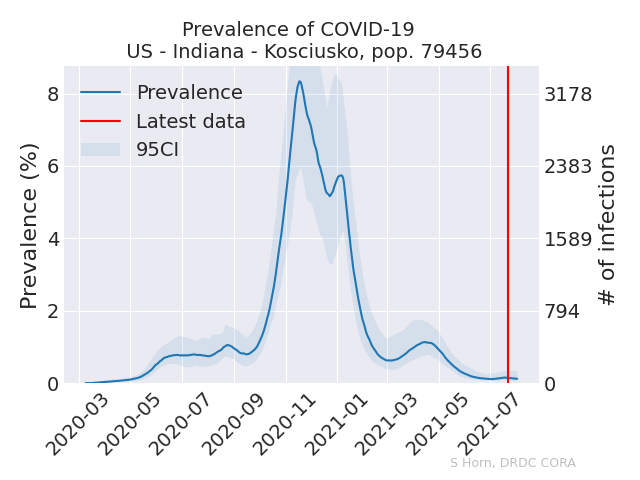 Prevalence of COVID-19
US - Indiana - Kosciusko, pop. 79456
Prevalence
Latest data
95CI
Prevalence (%)
8
6
4
2
0
3178
2383
1589
794
0
# of infections
2020-03
2020-05
2020-07
2020-09
2020-11
2021-01
2021-03
2021-05
2021-07
S Horn, DRDC CORA